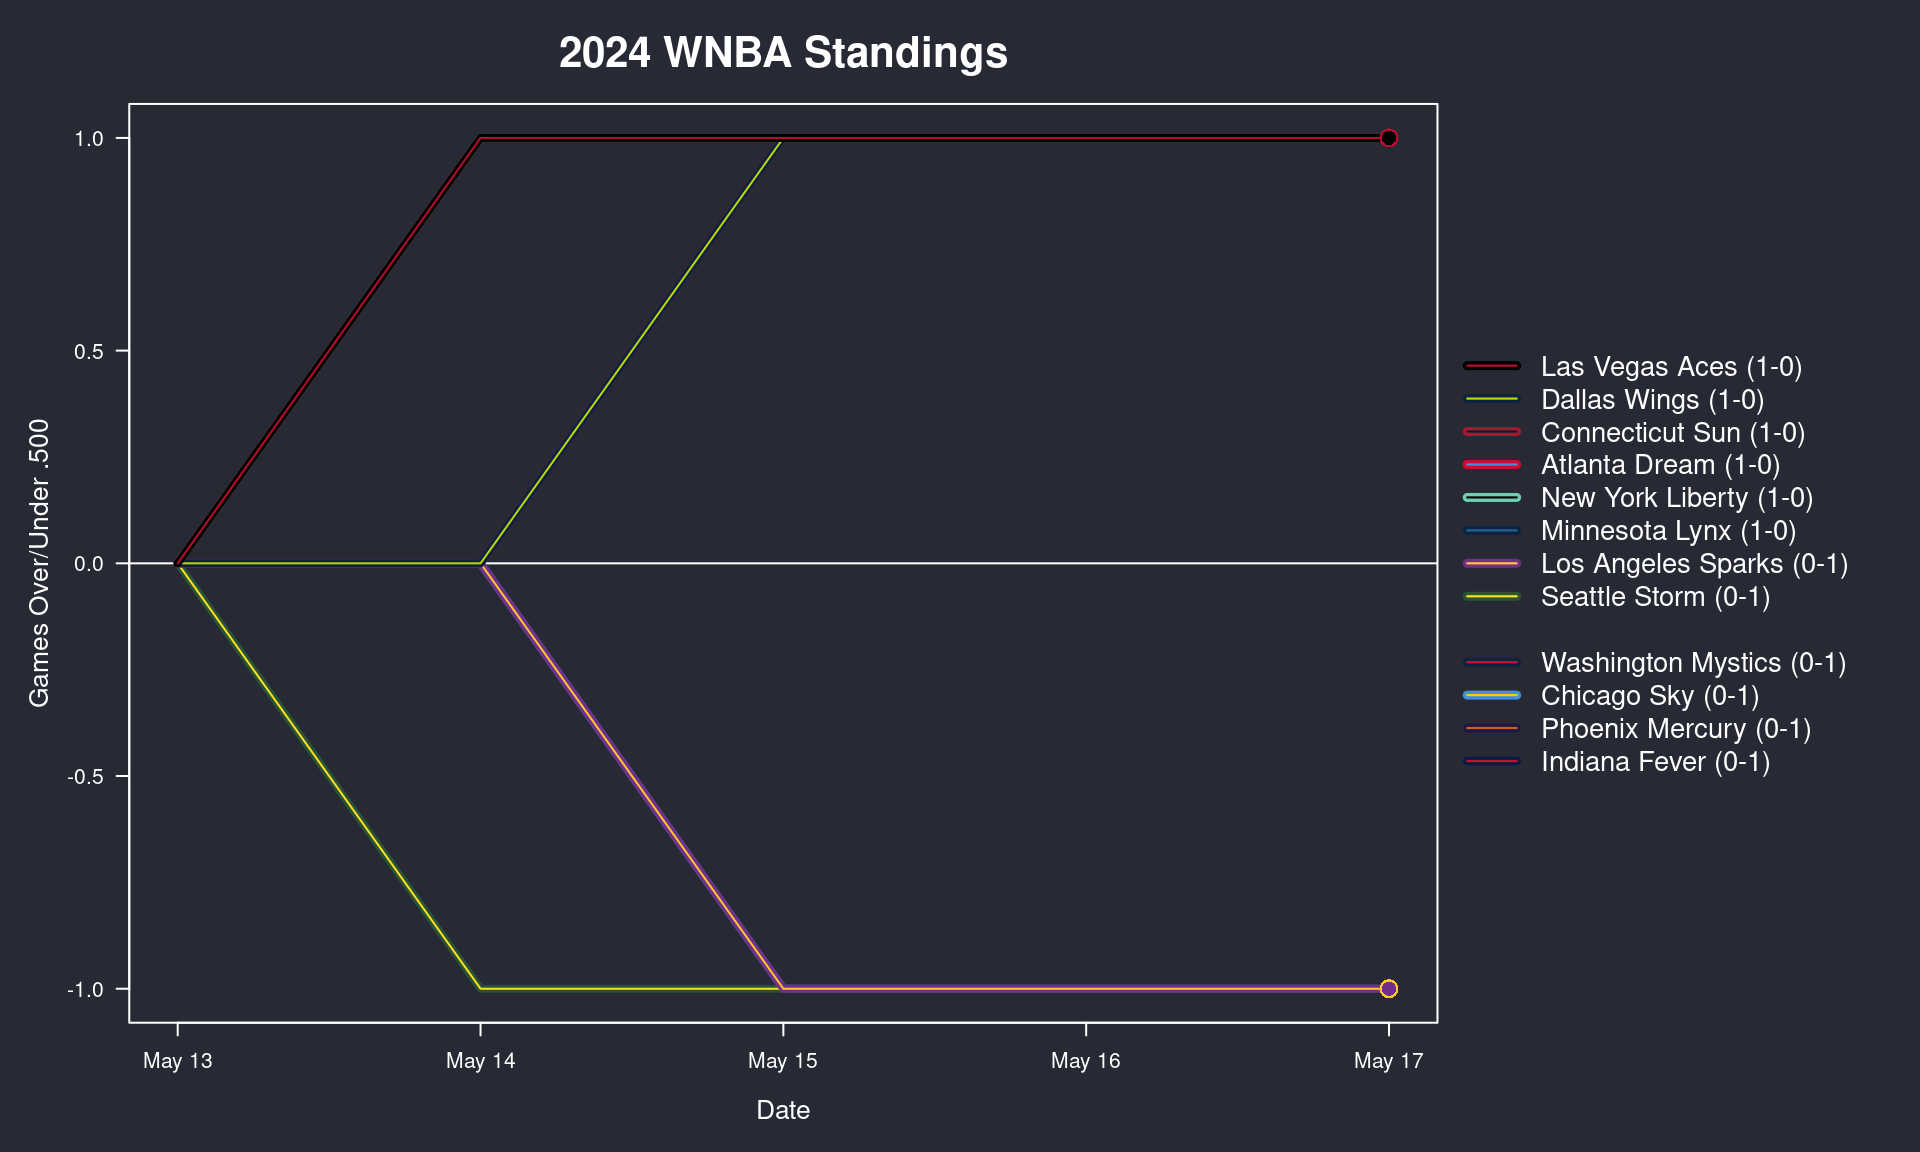 2024 WNBA Standings
Games Over/Under .500
1.0
0.5
0.0
-0.5
-1.0
May 13
May 14
May 15
May 16
May 17
Date
Las Vegas Aces (1-0)
Dallas Wings (1-0)
Connecticut Sun (1-0)
Atlanta Dream (1-0)
New York Liberty (1-0)
Minnesota Lynx (1-0)
Los Angeles Sparks (0-1)
Seattle Storm (0-1)
Washington Mystics (0-1)
Chicago Sky (0-1)
Phoenix Mercury (0-1)
Indiana Fever (0-1)